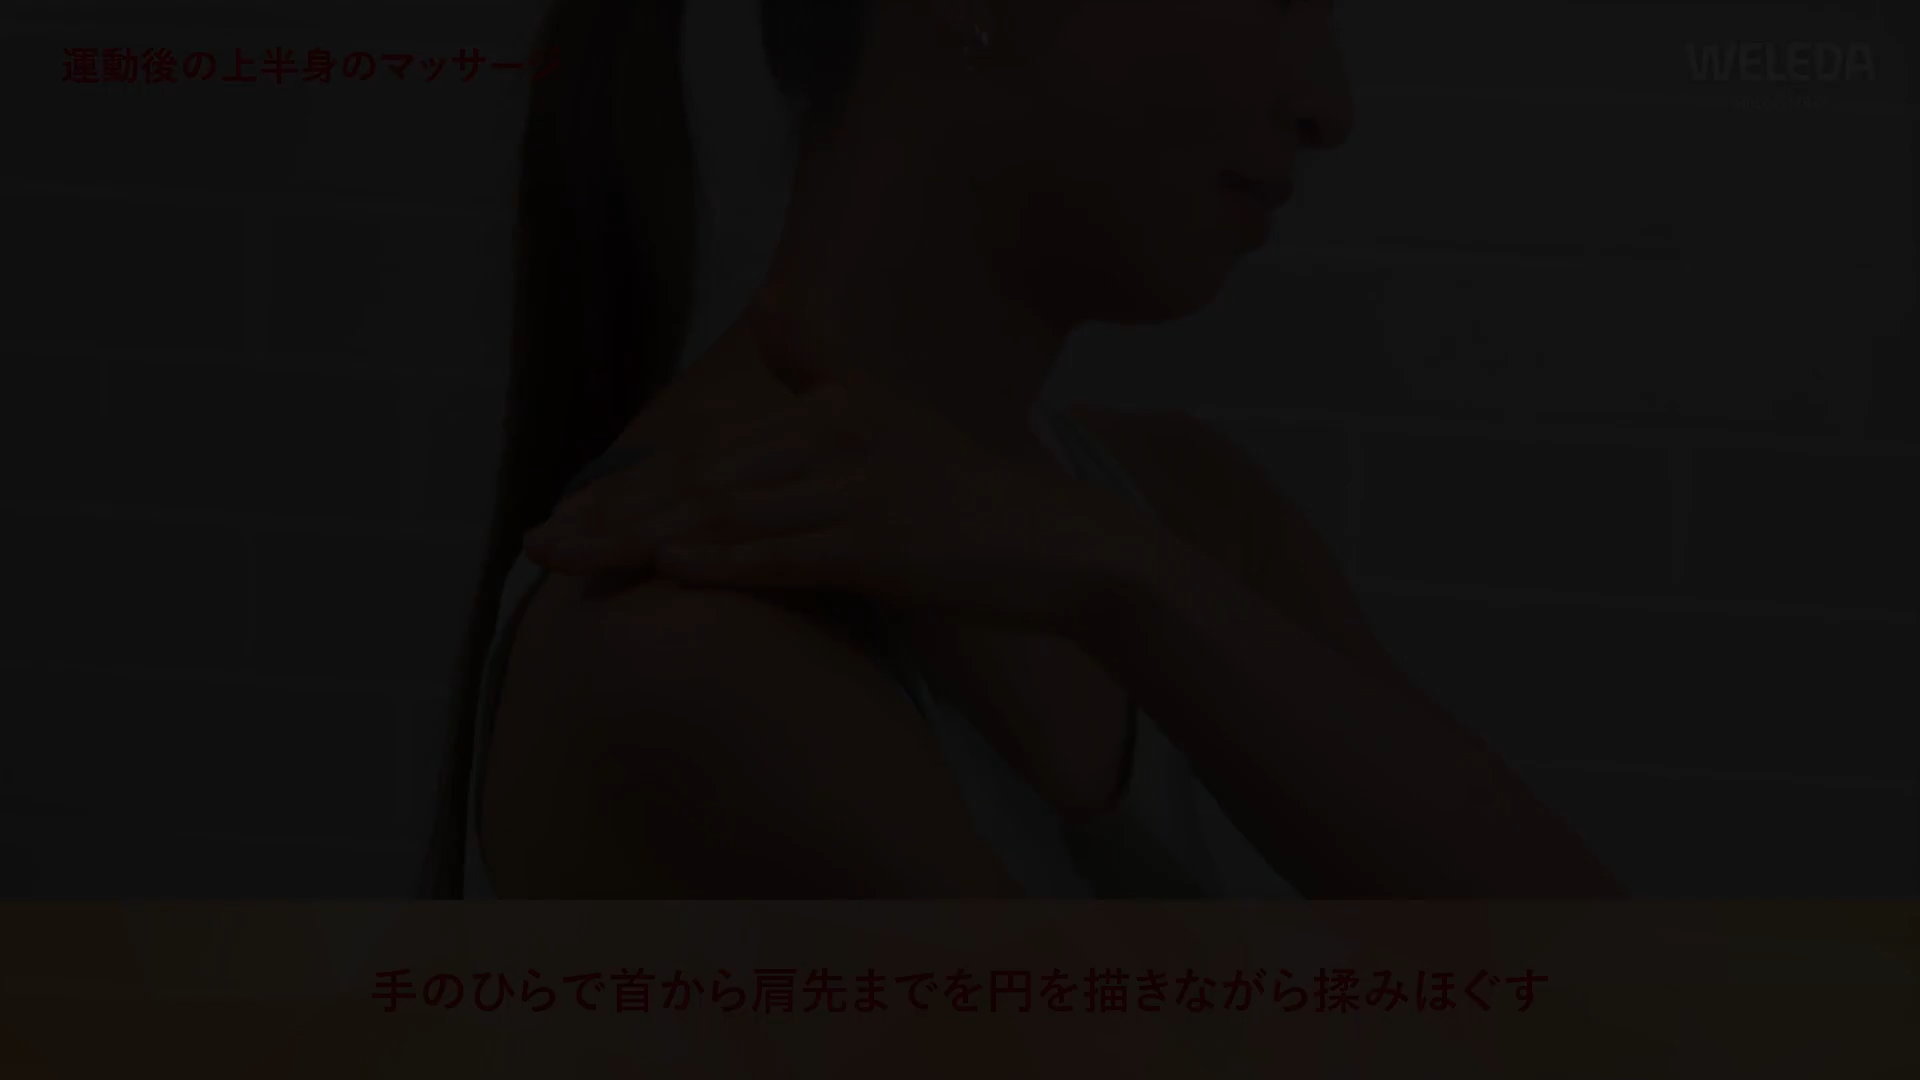 運動後の上半身のマッサージ
WELEDA
手のひらで首から肩先までを円を描きながら揉みほぐす